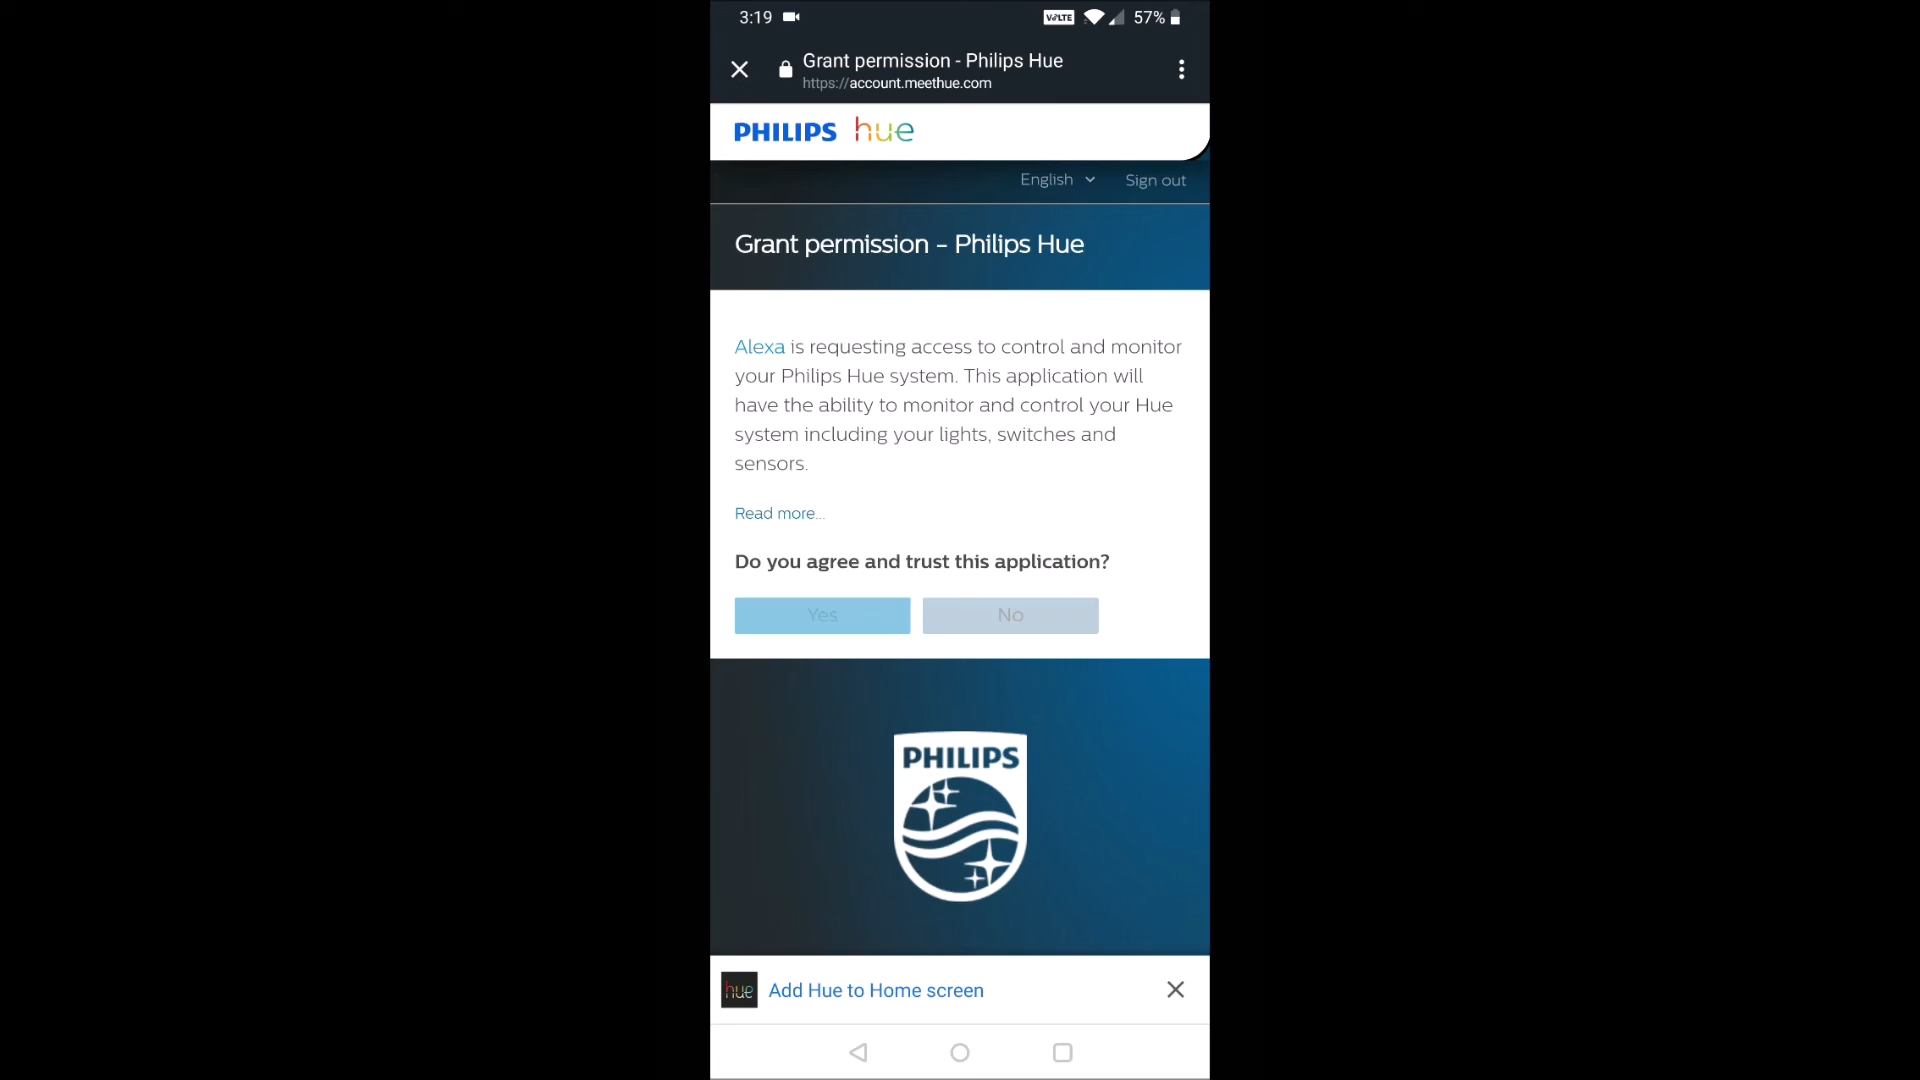 3:19 VoLTE 57%
Grant permission - Philips Hue
https://account.meethue.com
PHILIPS hue
English Sign out
Grant permission - Philips Hue
Alexa is requesting access to control and monitor
your Philips Hue system. This application will
have the ability to monitor and control your Hue
system including your lights, switches and
sensors.
Read more...
Do you agree and trust this application?
Yes No
PHILIPS
hue Add Hue to Home screen